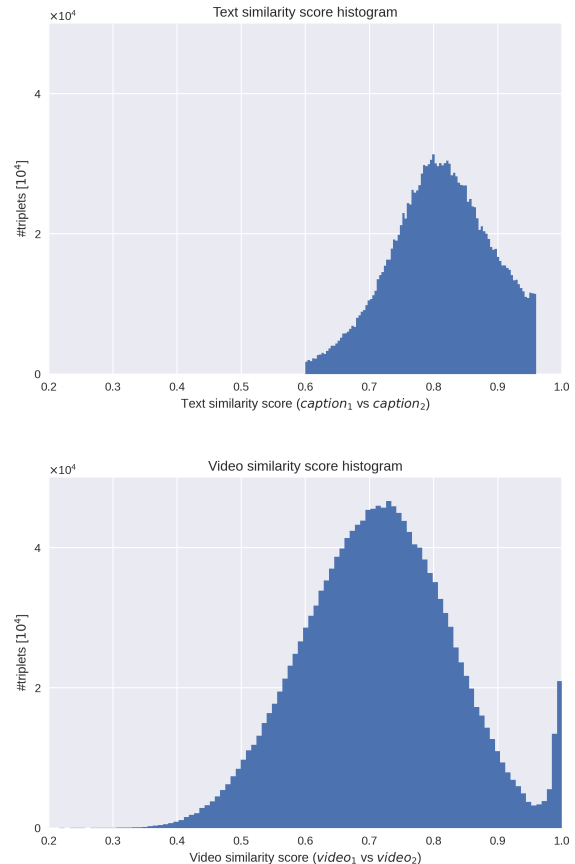 Text similarity score histogram
×10⁴
#triplets [10⁴]
4
2
0
0.2 0.3 0.4 0.5 0.6 0.7 0.8 0.9 1.0
Text similarity score (caption₁ vs caption₂)
Video similarity score histogram
×10⁴
#triplets [10⁴]
4
2
0
0.2 0.3 0.4 0.5 0.6 0.7 0.8 0.9 1.0
Video similarity score (video₁ vs video₂)